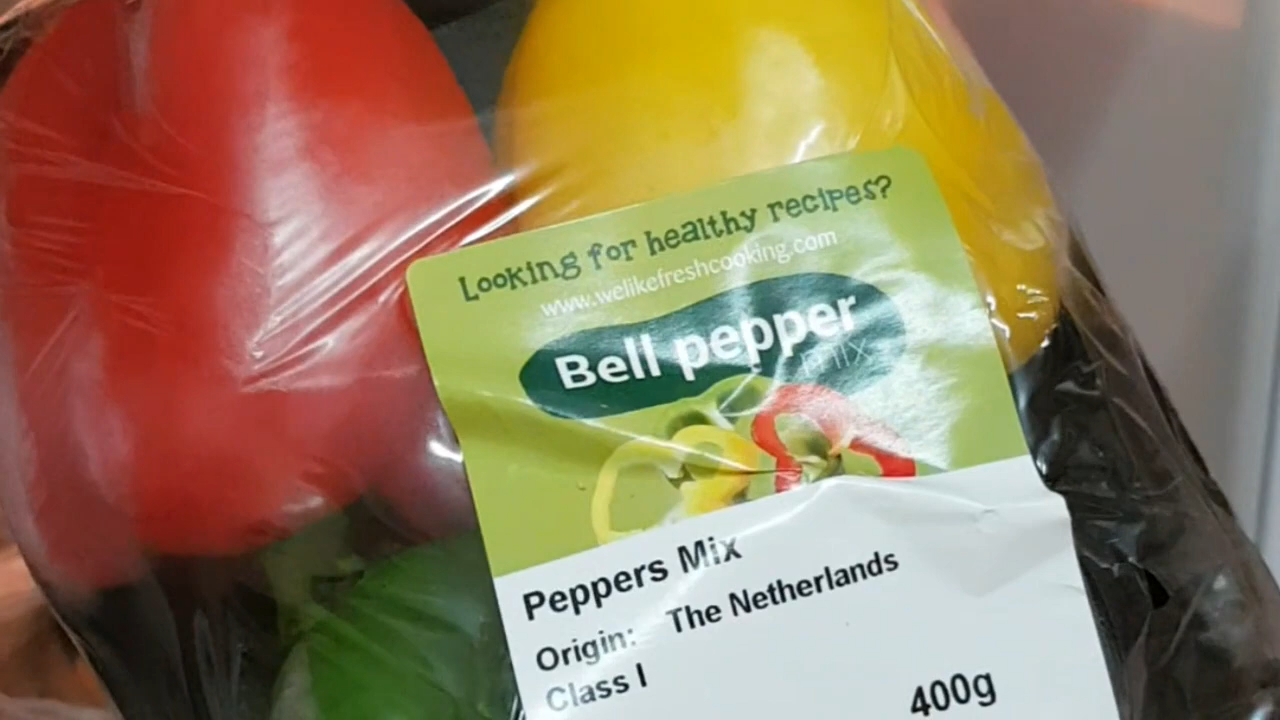 Looking for healthy recipes?
www.welikefreshcooking.com
Bell pepper
mix
Peppers Mix
Origin: The Netherlands
Class I
400g